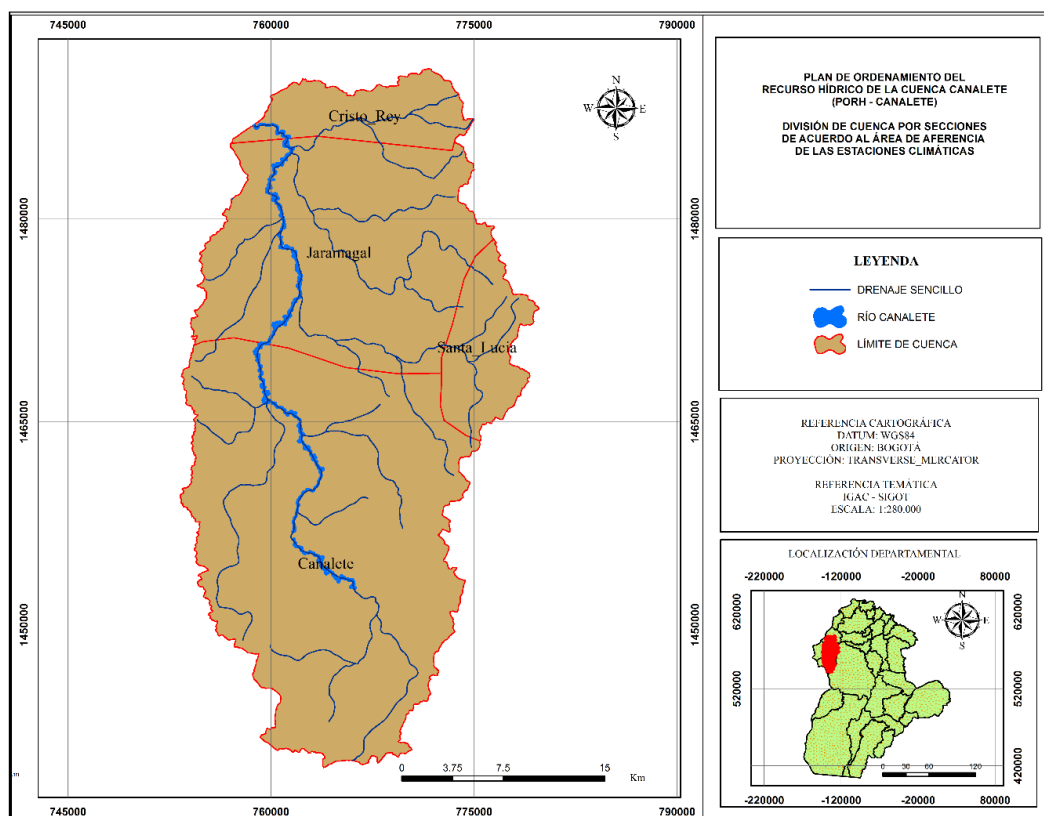 745000 760000 775000 790000
PLAN DE ORDENAMIENTO DEL
RECURSO HÍDRICO DE LA CUENCA CANALETE
(PORH - CANALETE)
DIVISIÓN DE CUENCA POR SECCIONES
DE ACUERDO AL ÁREA DE AFERENCIA
DE LAS ESTACIONES CLIMÁTICAS
N
W E
S
Cristo_Rey
1480000 1480000
Jaramagal
LEYENDA
DRENAJE SENCILLO
RÍO CANALETE
LÍMITE DE CUENCA
Santa_Lucia
1465000 1465000
REFERENCIA CARTOGRÁFICA
DATUM: WGS84
ORIGEN: BOGOTÁ
PROYECCIÓN: TRANSVERSE_MERCATOR
REFERENCIA TEMÁTICA
IGAC - SIGOT
ESCALA: 1:280.000
Canalete
1450000 1450000
0 3.75 7.5 15
Km
745000 760000 775000 790000
LOCALIZACIÓN DEPARTAMENTAL
-220000 -120000 -20000 80000
N
W E
S
620000 620000
520000 520000
420000 420000
0 30 60 120
-220000 -120000 -20000 80000